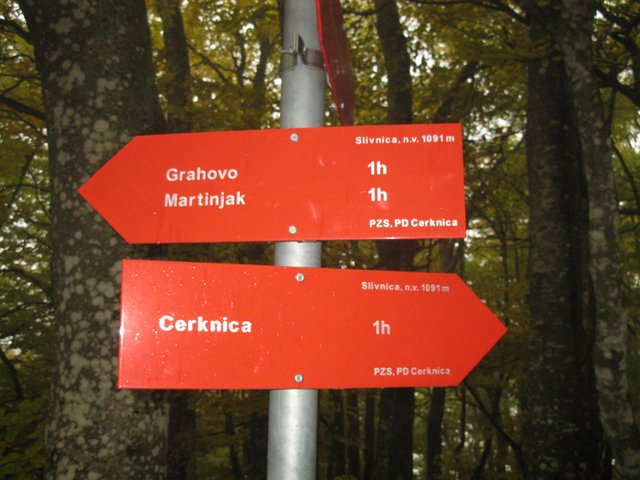 Slivnica, n.v. 1091 m
Grahovo 1h
Martinjak 1h
PZS, PD Cerknica
Slivnica, n.v. 1091 m
Cerknica 1h
PZS, PD Cerknica